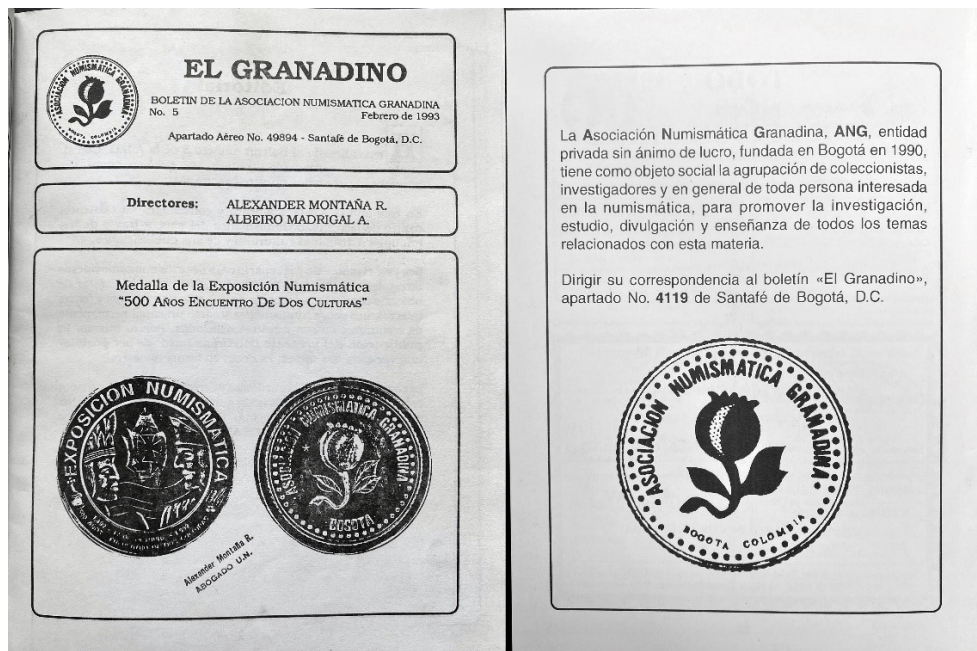 ASOCIACION NUMISMATICA GRANADINA
BOGOTA COLOMBIA
EL GRANADINO
BOLETIN DE LA ASOCIACION NUMISMATICA GRANADINA
No. 5 Febrero de 1993
Apartado Aéreo No. 49894 - Santafé de Bogotá, D.C.
Directores: ALEXANDER MONTAÑA R.
ALBEIRO MADRIGAL A.
Medalla de la Exposición Numismática
"500 AÑOS ENCUENTRO DE DOS CULTURAS"
EXPOSICION NUMISMATICA
ASOCIACION NUMISMATICA GRANADINA
BOGOTA
Alexander Montaña R.
ABOGADO U.N.
La Asociación Numismática Granadina, ANG, entidad
privada sin ánimo de lucro, fundada en Bogotá en 1990,
tiene como objeto social la agrupación de coleccionistas,
investigadores y en general de toda persona interesada
en la numismática, para promover la investigación,
estudio, divulgación y enseñanza de todos los temas
relacionados con esta materia.
Dirigir su correspondencia al boletín «El Granadino»,
apartado No. 4119 de Santafé de Bogotá, D.C.
ASOCIACION NUMISMATICA GRANADINA
BOGOTA COLOMBIA